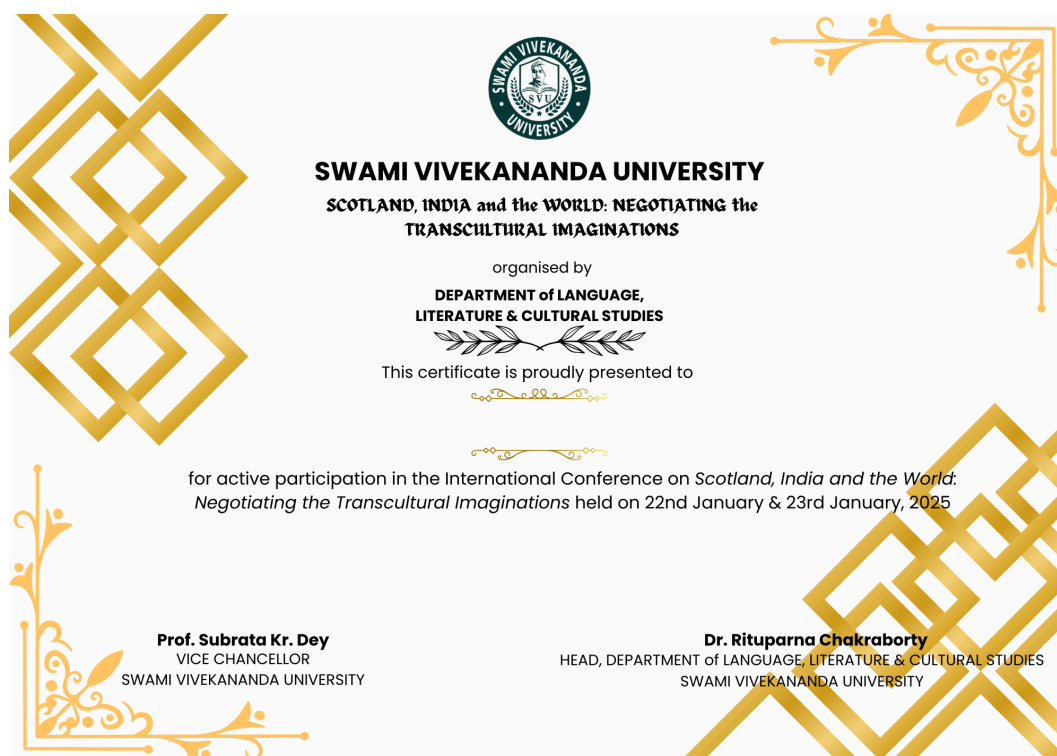 SWAMI VIVEKANANDA
SVU
UNIVERSITY
SWAMI VIVEKANANDA UNIVERSITY
SCOTLAND, INDIA and the WORLD: NEGOTIATING the
TRANSCULTURAL IMAGINATIONS
organised by
DEPARTMENT of LANGUAGE,
LITERATURE & CULTURAL STUDIES
This certificate is proudly presented to
for active participation in the International Conference on Scotland, India and the World:
Negotiating the Transcultural Imaginations held on 22nd January & 23rd January, 2025
Prof. Subrata Kr. Dey
VICE CHANCELLOR
SWAMI VIVEKANANDA UNIVERSITY
Dr. Rituparna Chakraborty
HEAD, DEPARTMENT of LANGUAGE, LITERATURE & CULTURAL STUDIES
SWAMI VIVEKANANDA UNIVERSITY